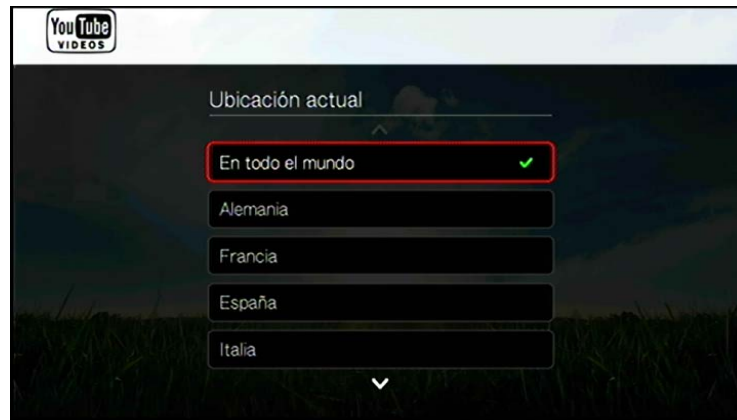 You Tube
VIDEOS
Ubicación actual
En todo el mundo
Alemania
Francia
España
Italia